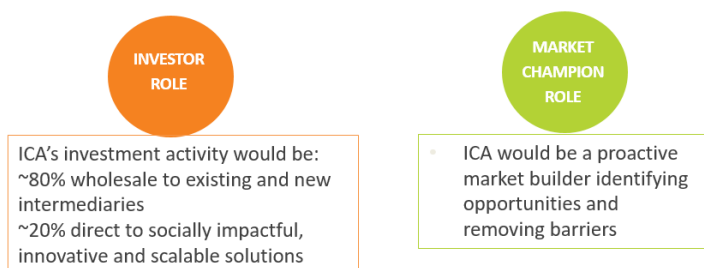 INVESTOR
ROLE
ICA's investment activity would be:
~80% wholesale to existing and new
intermediaries
~20% direct to socially impactful,
innovative and scalable solutions
MARKET
CHAMPION
ROLE
• ICA would be a proactive
market builder identifying
opportunities and
removing barriers